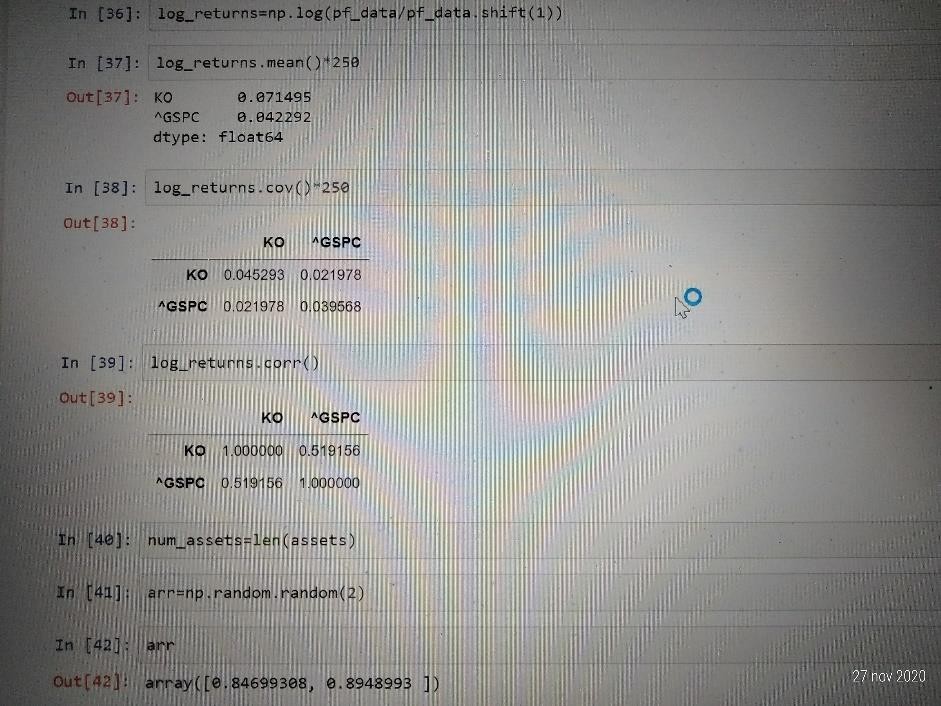 In [36]: log_returns=np.log(pf_data/pf_data.shift(1))
In [37]: log_returns.mean()*250
Out[37]: KO 0.071495
^GSPC 0.042292
dtype: float64
In [38]: log_returns.cov()*250
Out[38]:
KO ^GSPC
KO 0.045293 0.021978
^GSPC 0.021978 0.039568
In [39]: log_returns.corr()
Out[39]:
KO ^GSPC
KO 1.000000 0.519156
^GSPC 0.519156 1.000000
In [40]: num_assets=len(assets)
In [41]: arr=np.random.random(2)
In [42]: arr
Out[42]: array([0.84699308, 0.8948993 ])
27 nov 2020